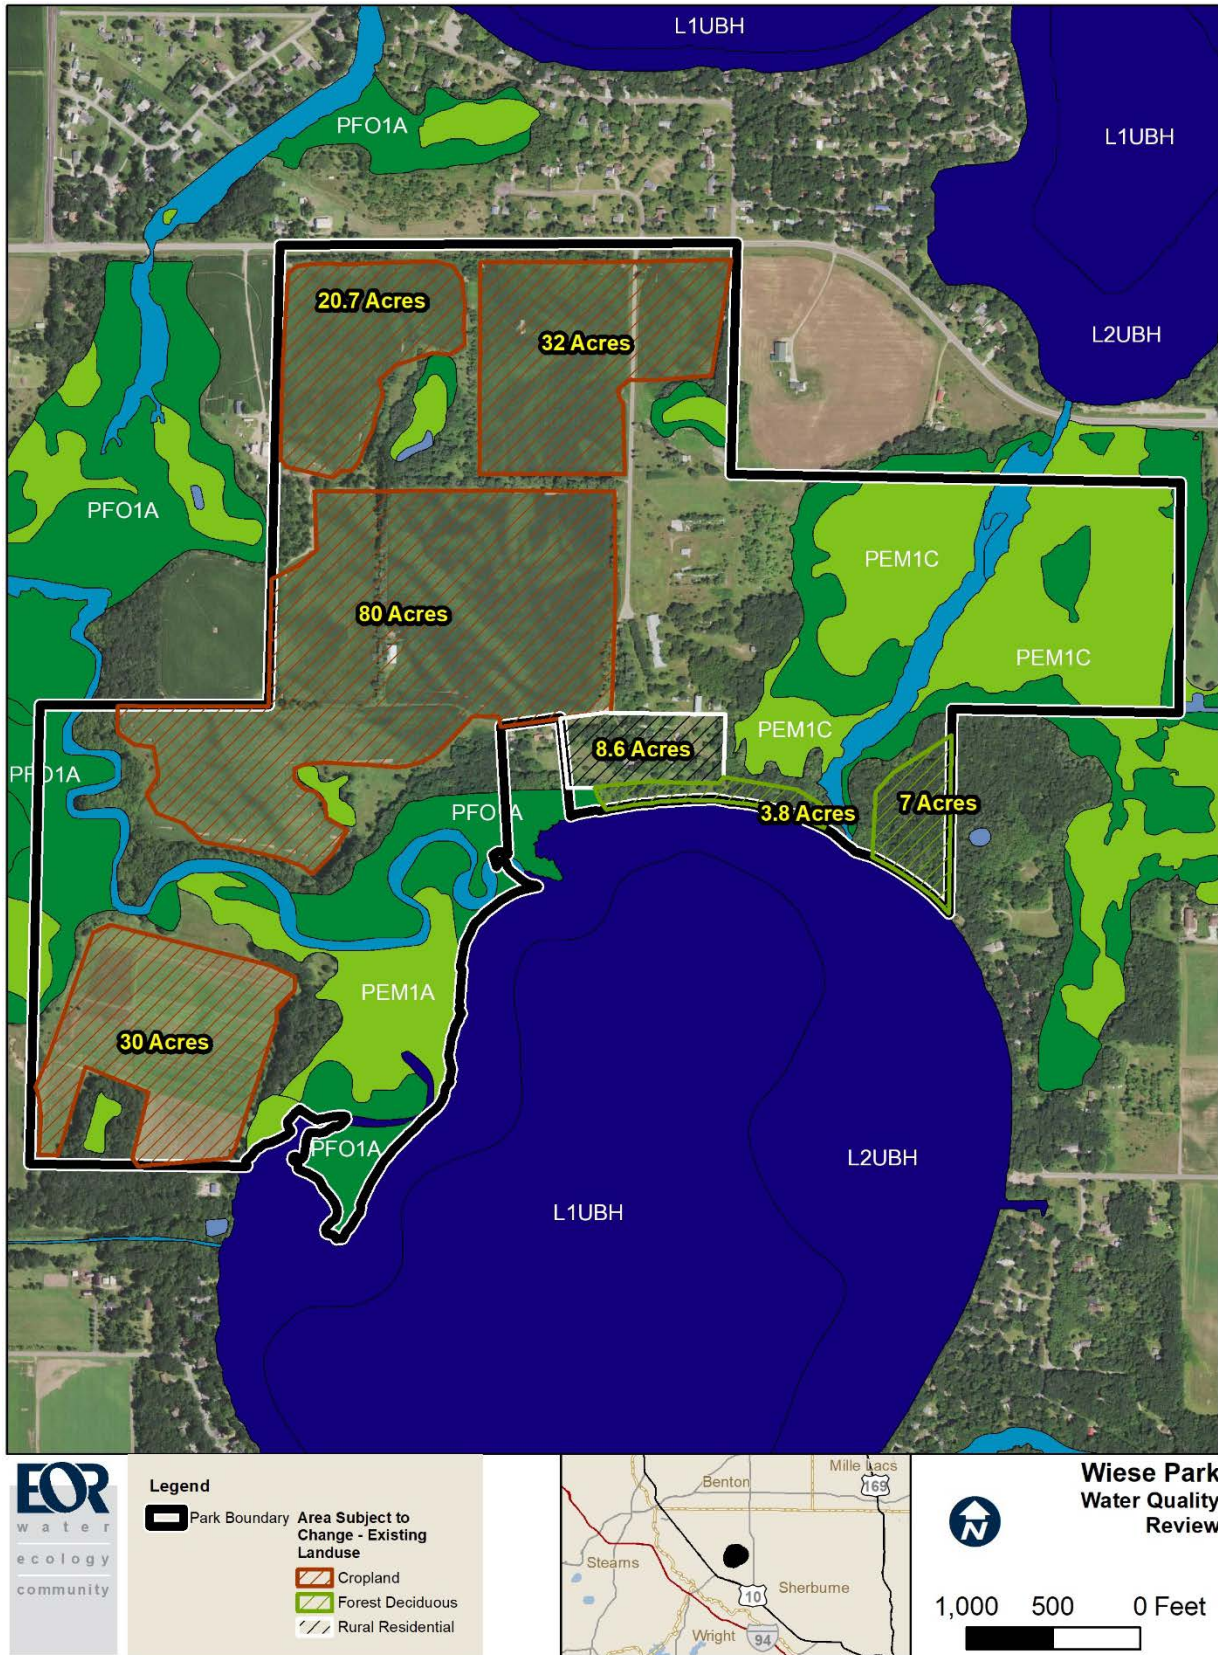 L1UBH
PFO1A
L1UBH
20.7 Acres
32 Acres
L2UBH
PFO1A
PEM1C
80 Acres
PEM1C
PEM1C
8.6 Acres
PFO1A
PFO1A
3.8 Acres
7 Acres
PEM1A
30 Acres
PFO1A
L2UBH
L1UBH
EOR
water
ecology
community
Legend
Park Boundary
Area Subject to
Change - Existing
Landuse
Cropland
Forest Deciduous
Rural Residential
Mille Lacs
Benton
169
Stearns
10
Sherburne
Wright
94
N
Wiese Park
Water Quality
Review
1,000 500 0 Feet